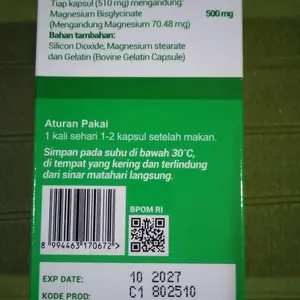 Tiap kapsul (510 mg) mengandung:
Magnesium Bisglycinate 500 mg
(Mengandung Magnesium 70.48 mg)
Bahan tambahan:
Silicon Dioxide, Magnesium stearate
dan Gelatin (Bovine Gelatin Capsule)
Aturan Pakai
1 kali sehari 1-2 kapsul setelah makan.
Simpan pada suhu di bawah 30°C,
di tempat yang kering dan terlindung
dari sinar matahari langsung.
BPOM RI
8 994463 170672 >
EXP DATE: 10 2027
KODE PROD: C1 802510